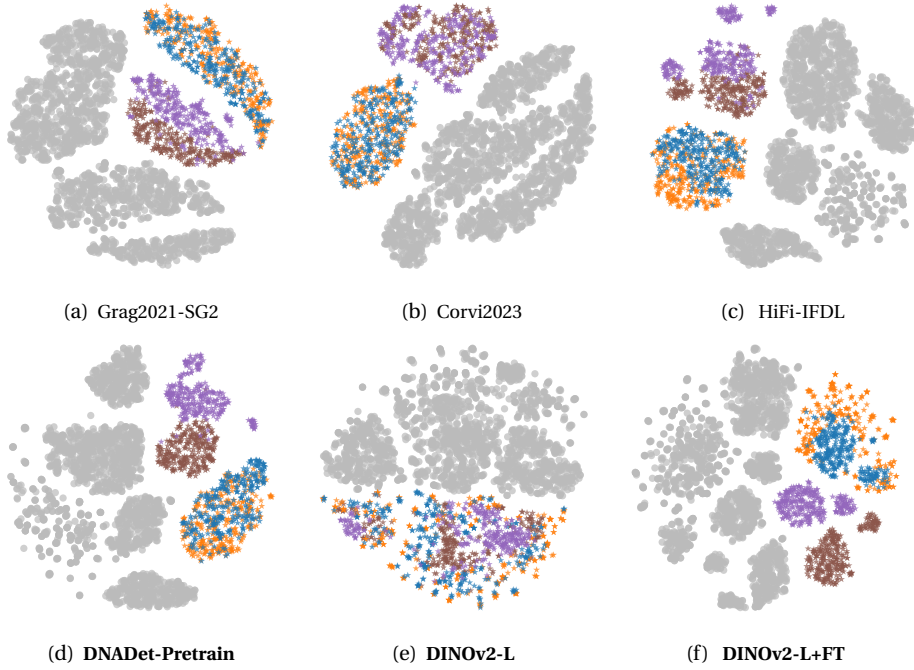 (a) Grag2021-SG2
(b) Corvi2023
(c) HiFi-IFDL
(d) DNADet-Pretrain
(e) DINOv2-L
(f) DINOv2-L+FT